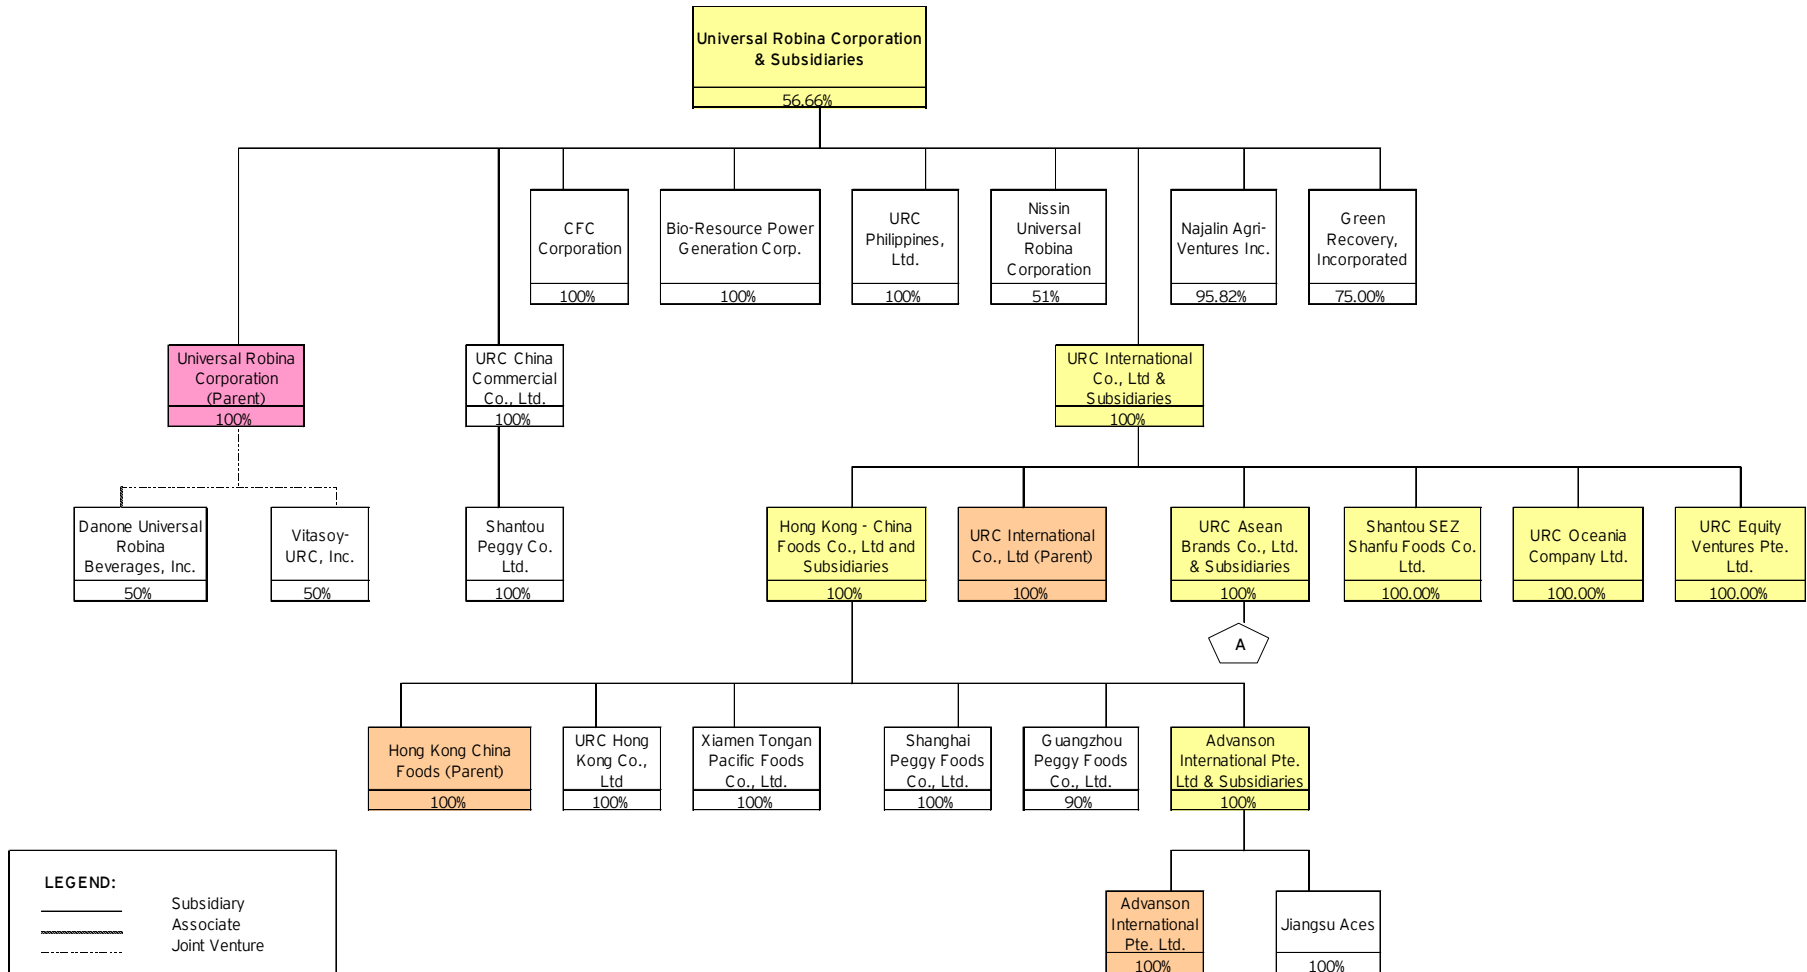 Universal Robina Corporation
& Subsidiaries
56.66%
CFC
Corporation
100%
Bio-Resource Power
Generation Corp.
100%
URC
Philippines,
Ltd.
100%
Nissin
Universal
Robina
Corporation
51%
Najalin Agri-
Ventures Inc.
95.82%
Green
Recovery,
Incorporated
75.00%
Universal Robina
Corporation
(Parent)
100%
URC China
Commercial
Co., Ltd.
100%
URC International
Co., Ltd &
Subsidiaries
100%
Danone Universal
Robina
Beverages, Inc.
50%
Vitasoy-
URC, Inc.
50%
Shantou
Peggy Co.
Ltd.
100%
Hong Kong - China
Foods Co., Ltd and
Subsidiaries
100%
URC International
Co., Ltd (Parent)
100%
URC Asean
Brands Co., Ltd.
& Subsidiaries
100%
Shantou SEZ
Shanfu Foods Co.
Ltd.
100.00%
URC Oceania
Company Ltd.
100.00%
URC Equity
Ventures Pte.
Ltd.
100.00%
A
Hong Kong China
Foods (Parent)
100%
URC Hong
Kong Co.,
Ltd
100%
Xiamen Tongan
Pacific Foods
Co., Ltd.
100%
Shanghai
Peggy Foods
Co., Ltd.
100%
Guangzhou
Peggy Foods
Co., Ltd.
90%
Advanson
International Pte.
Ltd & Subsidiaries
100%
Advanson
International
Pte. Ltd.
100%
Jiangsu Aces
100%
LEGEND:
Subsidiary
Associate
Joint Venture